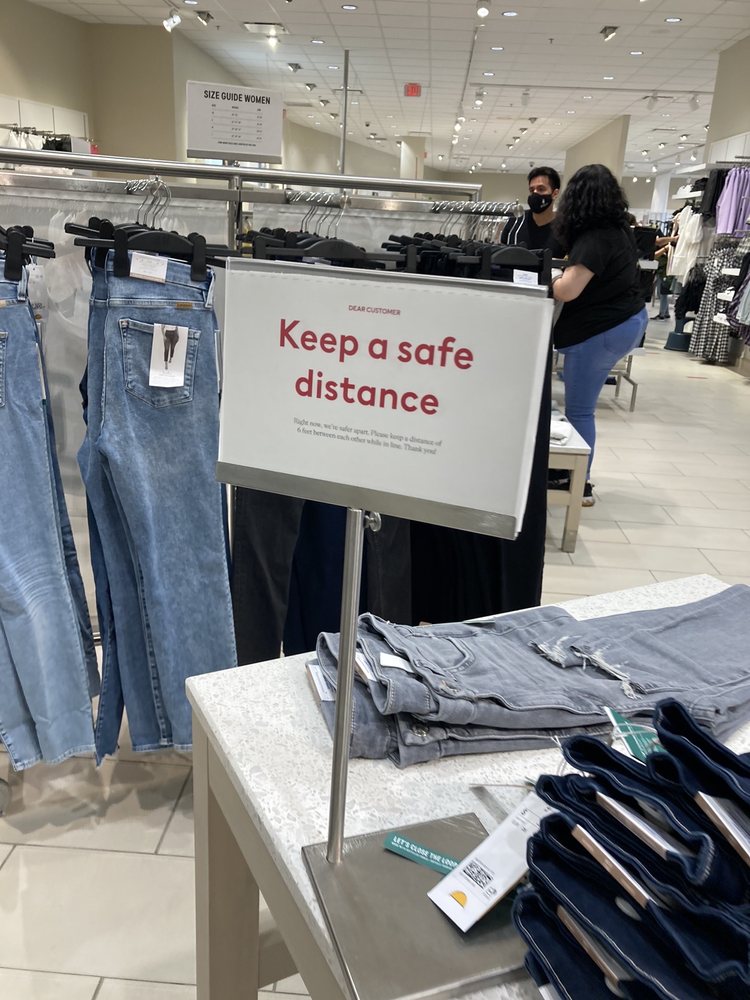 SIZE GUIDE WOMEN
DEAR CUSTOMER
Keep a safe
distance
Right now, we're safer apart. Please keep a distance of
6 feet between each other while in line. Thank you!
LET'S CLOSE THE LOOP